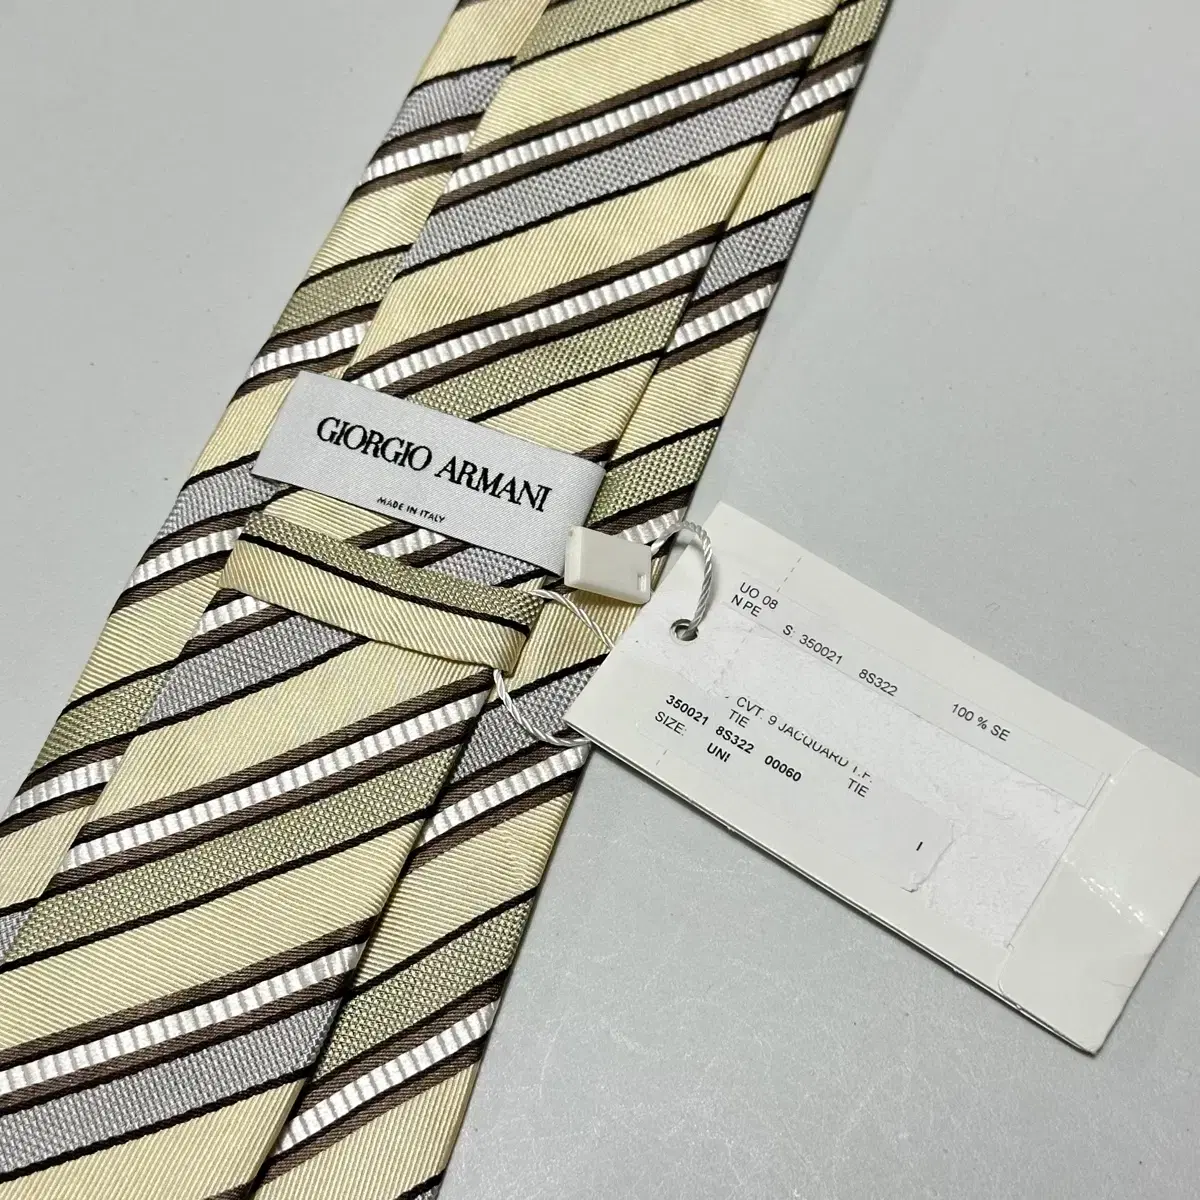 GIORGIO ARMANI
MADE IN ITALY
UO 08
N PE
S: 350021 8S322
100 % SE
CVT. 9 JACQUARD T.F.
TIE
350021 8S322 00060 TIE
SIZE: UNI
I